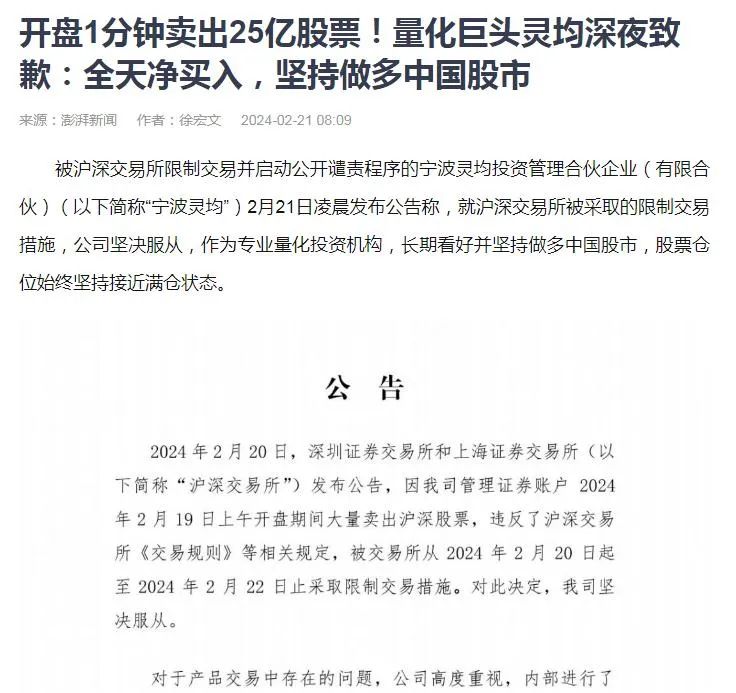 开盘1分钟卖出25亿股票！量化巨头灵均深夜致
歉：全天净买入，坚持做多中国股市
来源：澎湃新闻 作者：徐宏文 2024-02-21 08:09
被沪深交易所限制交易并启动公开谴责程序的宁波灵均投资管理合伙企业（有限合
伙）（以下简称“宁波灵均”）2月21日凌晨发布公告称，就沪深交易所被采取的限制交易
措施，公司坚决服从，作为专业量化投资机构，长期看好并坚持做多中国股市，股票仓
位始终坚持接近满仓状态。
公 告
2024年2月20日，深圳证券交易所和上海证券交易所（以
下简称“沪深交易所”）发布公告，因我司管理证券账户 2024
年2月19日上午开盘期间大量卖出沪深股票，违反了沪深交易
所《交易规则》等相关规定，被交易所从 2024 年 2 月 20 日起
至 2024 年 2 月 22 日止采取限制交易措施。对此决定，我司坚
决服从。
对于产品交易中存在的问题，公司高度重视，内部进行了